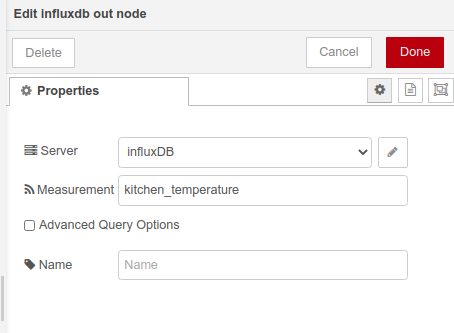 Edit influxdb out node
Delete
Cancel
Done
Properties
Server
influxDB
Measurement
kitchen_temperature
Advanced Query Options
Name
Name